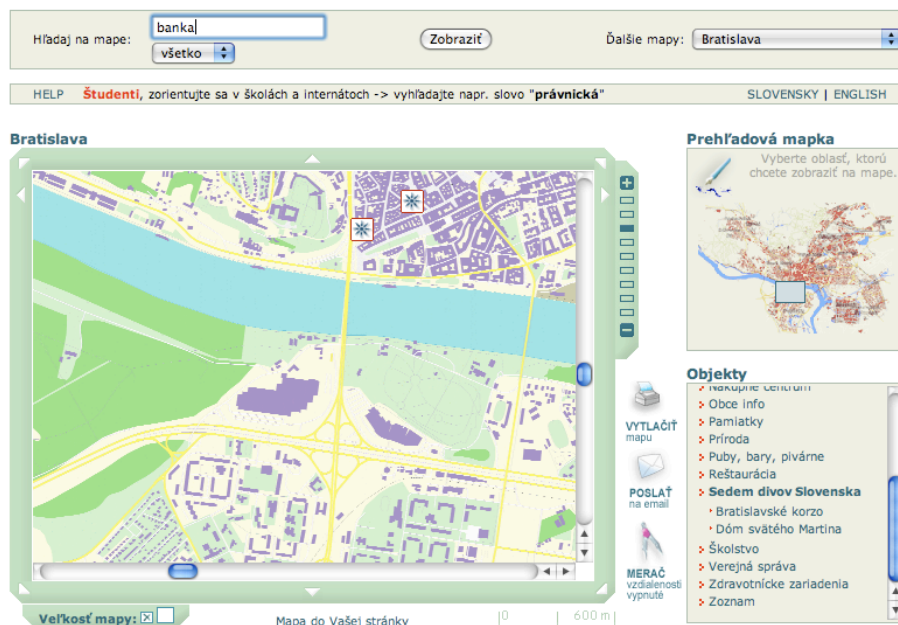 Hľadaj na mape:
banka
všetko
Zobraziť
Ďalšie mapy:
Bratislava
HELP
Študenti, zorientujte sa v školách a internátoch -> vyhľadajte napr. slovo "právnická"
SLOVENSKY | ENGLISH
Bratislava
Prehľadová mapka
Vyberte oblasť, ktorú
chcete zobraziť na mape.
VYTLAČIŤ
mapu
POSLAŤ
na email
MERAČ
vzdialenosti
vypnuté
Objekty
Nákupné centrum
Obce info
Pamiatky
Príroda
Puby, bary, pivárne
Reštaurácia
Sedem divov Slovenska
Bratislavské korzo
Dóm svätého Martina
Školstvo
Verejná správa
Zdravotnícke zariadenia
Zoznam
Veľkosť mapy:
Mapa do Vašej stránky
0
600 m